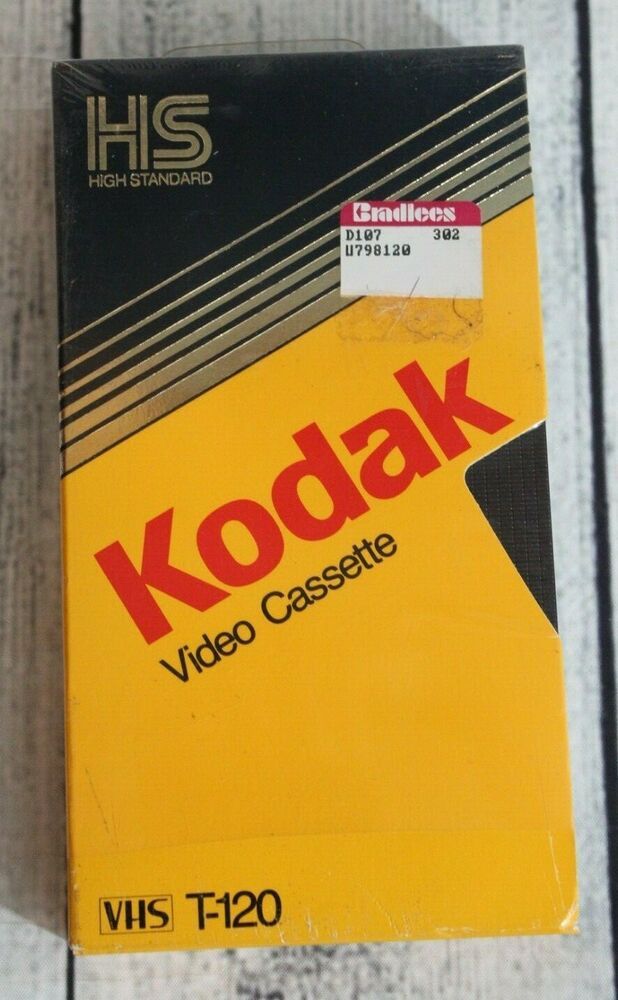 HS
HIGH STANDARD
Bradlees
D107 302
U798120
Kodak
Video Cassette
VHS T-120